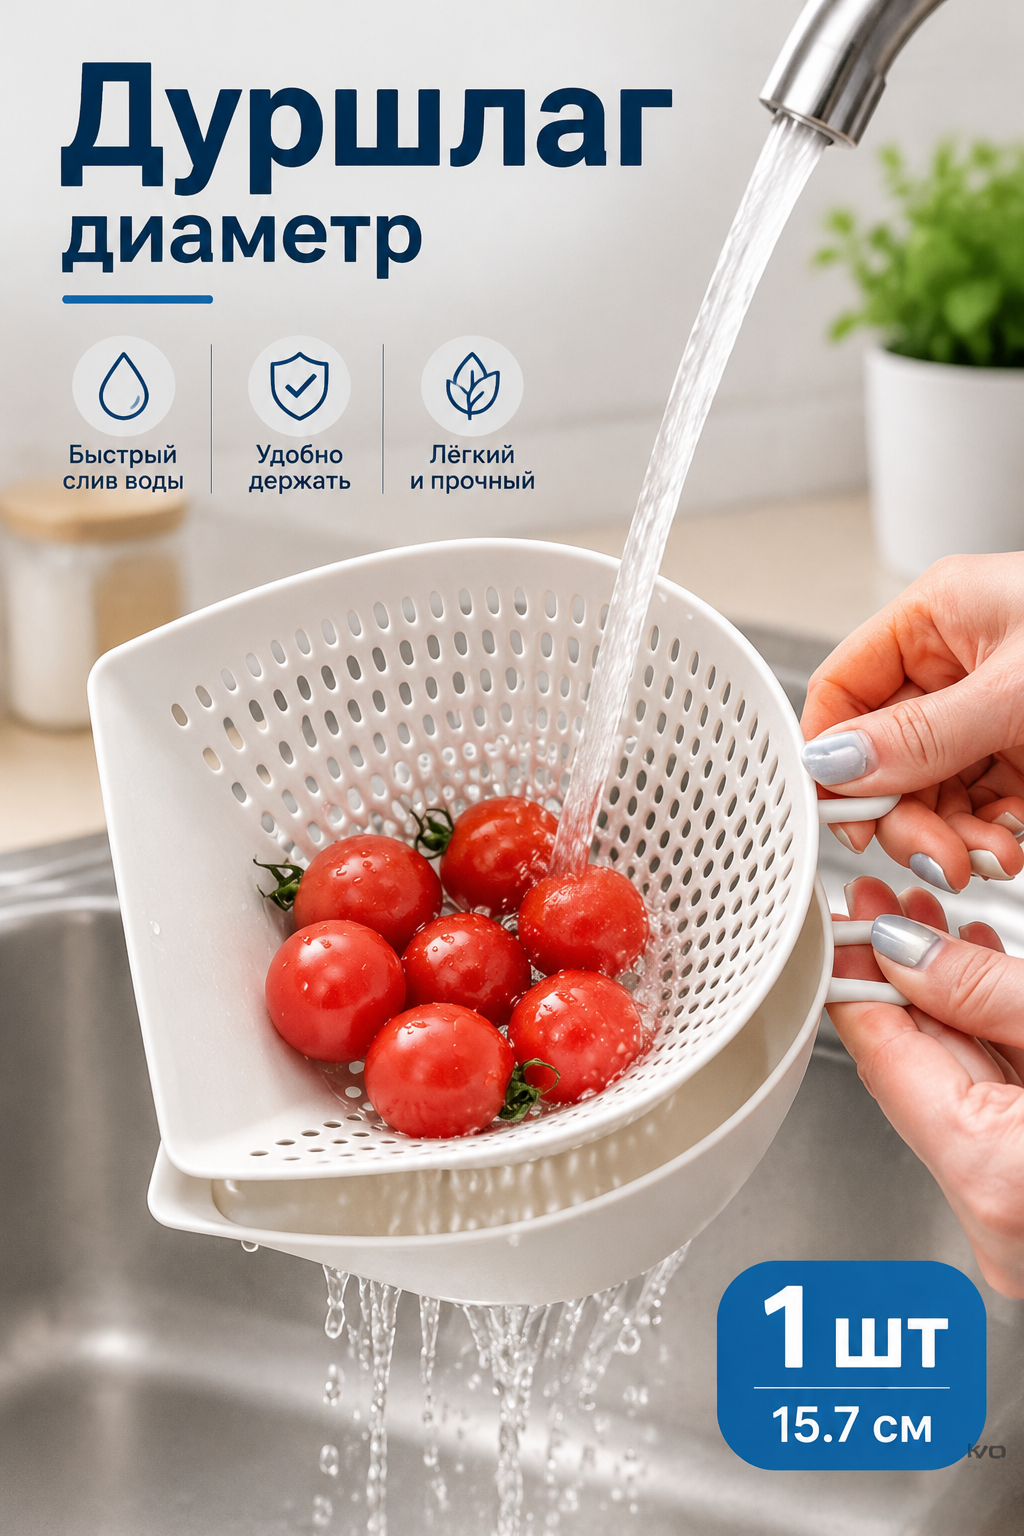 Дуршлаг
диаметр
Быстрый
слив воды
Удобно
держать
Лёгкий
и прочный
1 шт
15.7 см